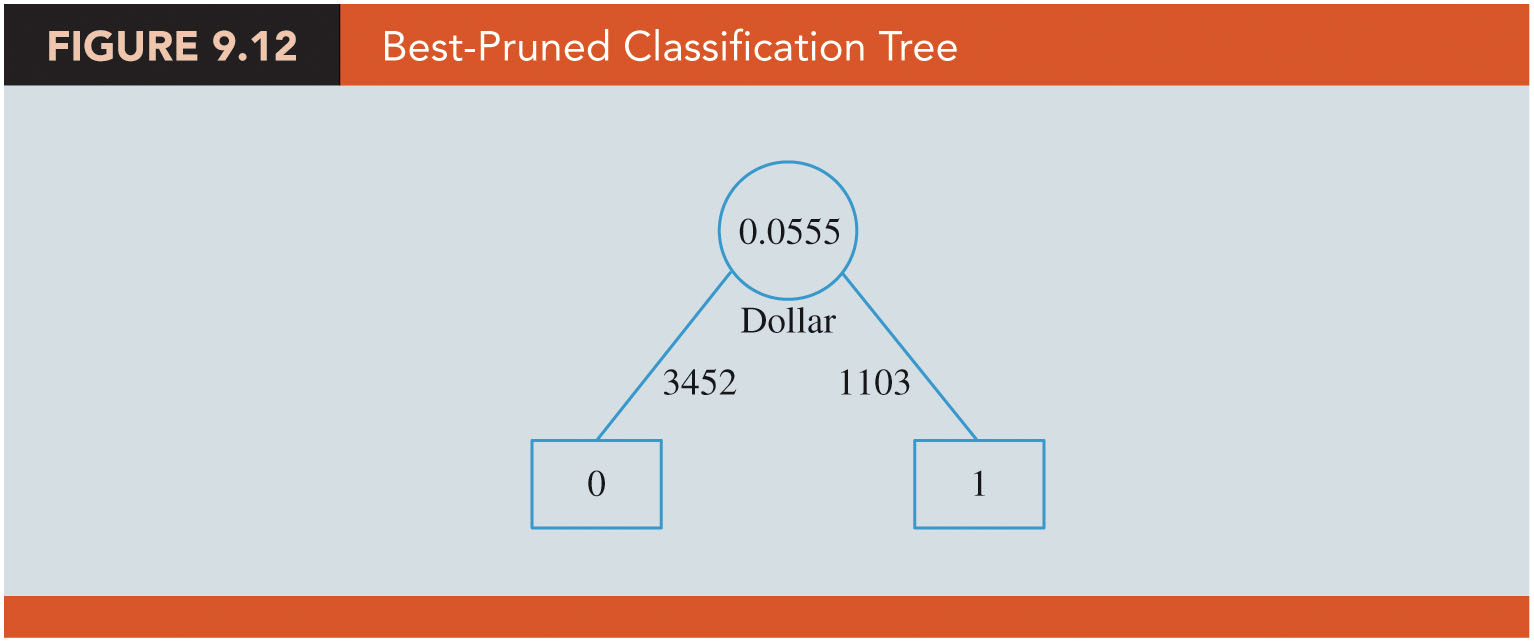 FIGURE 9.12 Best-Pruned Classification Tree
0.0555
Dollar
3452 1103
0 1